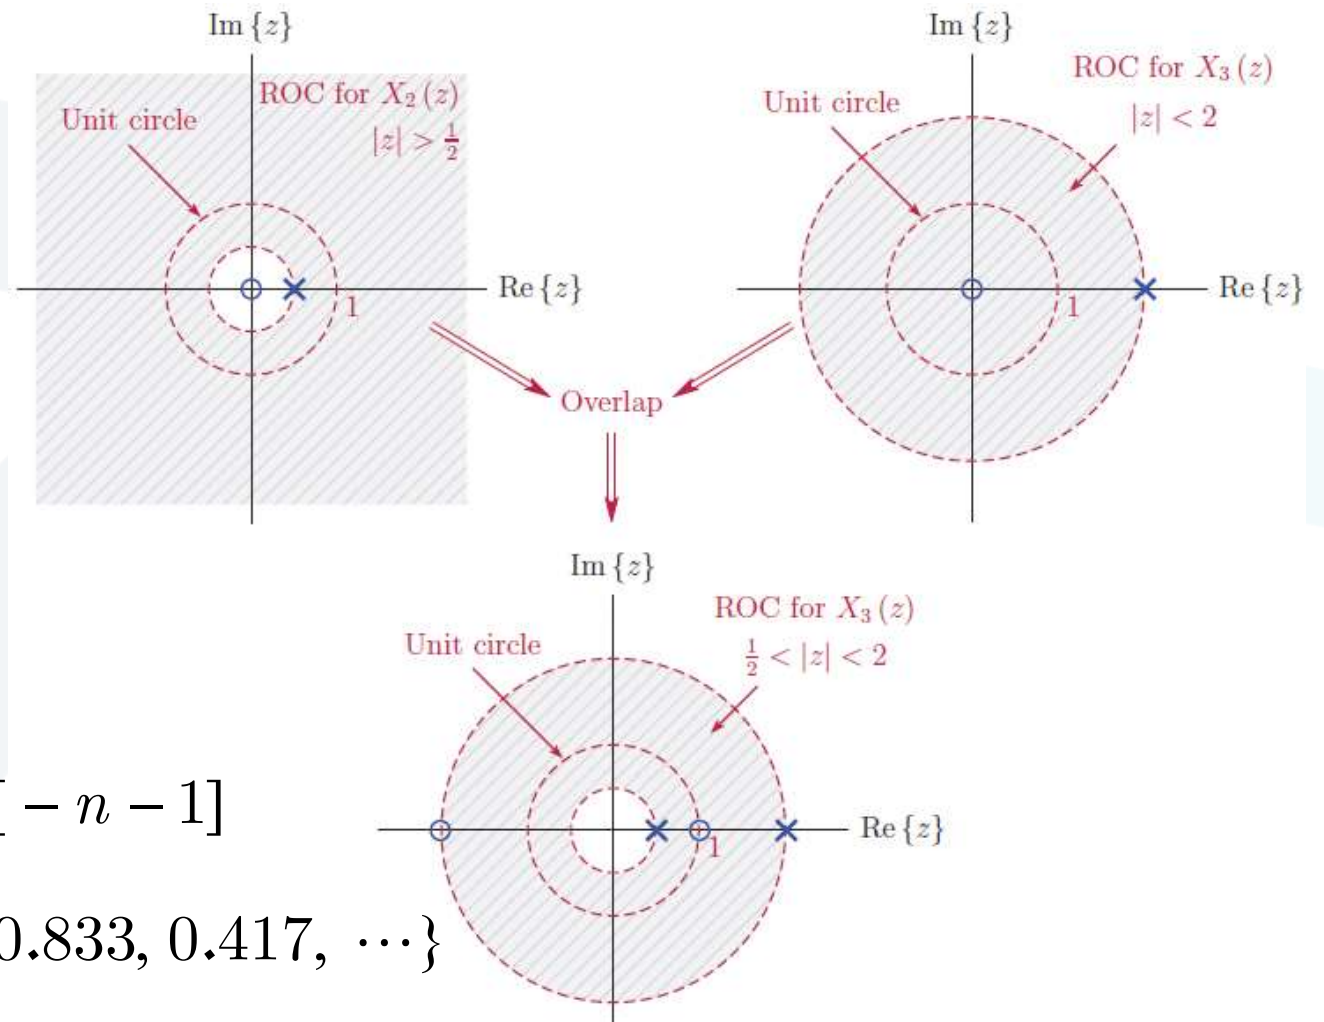 Im {z}
ROC for X₂ (z)
|z| > 1/2
Unit circle
Re {z}
1
Im {z}
ROC for X₃ (z)
|z| < 2
Unit circle
Re {z}
1
Overlap
Im {z}
ROC for X₃ (z)
1/2 < |z| < 2
Unit circle
Re {z}
1
[ − n − 1]
0.833, 0.417, ⋯}